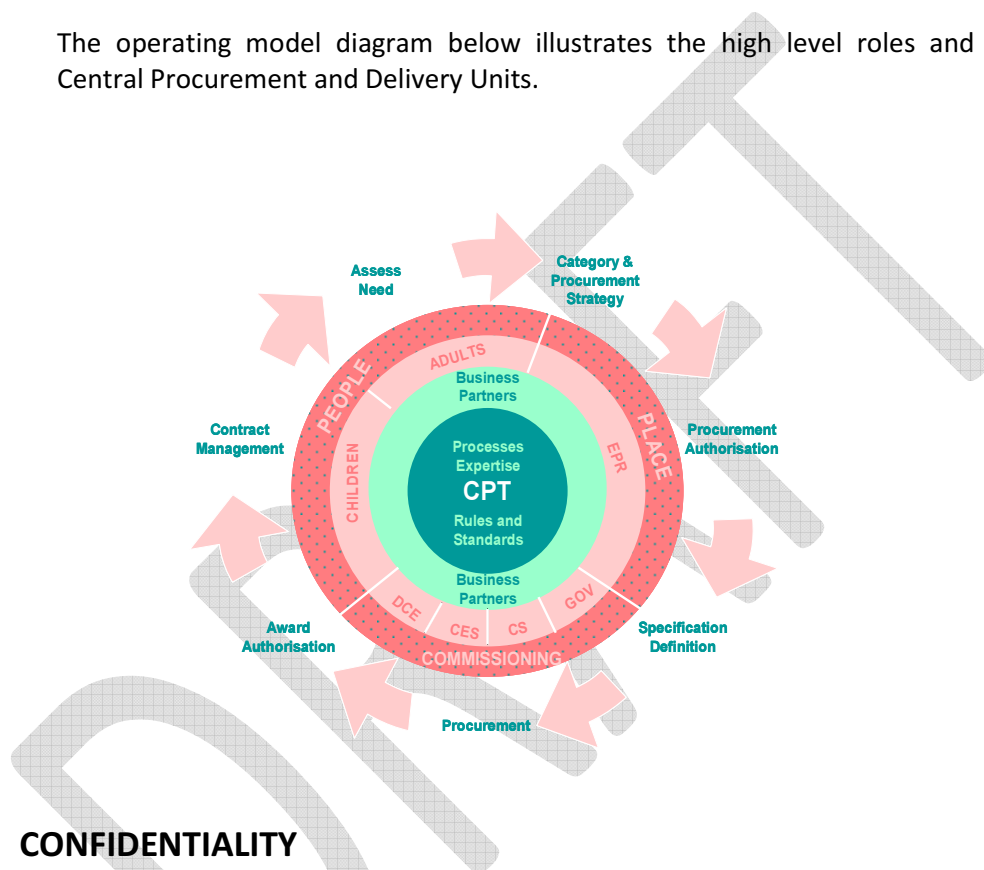 The operating model diagram below illustrates the high level roles and
Central Procurement and Delivery Units.
Assess
Need
Category &
Procurement
Strategy
Procurement
Authorisation
Specification
Definition
Procurement
Award
Authorisation
Contract
Management
PEOPLE
PLACE
COMMISSIONING
ADULTS
CHILDREN
EPR
DCE
CES
CS
GOV
Business
Partners
Processes
Expertise
CPT
Rules and
Standards
Business
Partners
CONFIDENTIALITY
DRAFT